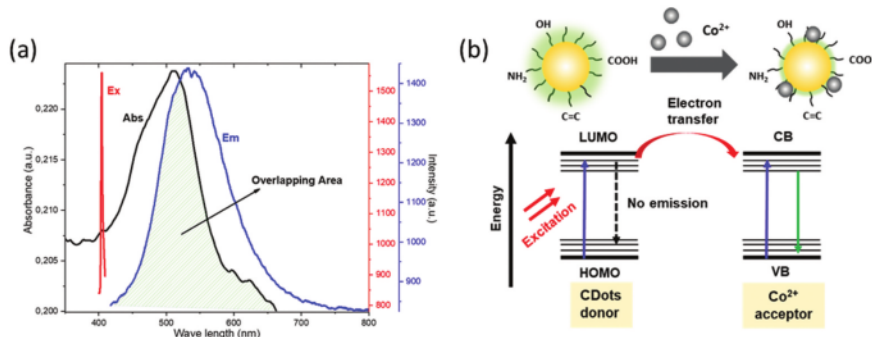 (a)
Ex
Abs
Em
Overlapping Area
Absorbance (a.u.)
0,220
0,215
0,210
0,205
0,200
400
500
600
700
800
Wave length (nm)
1500
1400
1300
1200
1100
1000
900
800
1400
1300
1200
1100
1000
900
800
Intensity (a.u.)
(b)
OH
COOH
NH2
C=C
Co2+
OH
COO
NH2
C=C
Electron
transfer
LUMO
CB
Energy
Excitation
No emission
HOMO
VB
CDots
donor
Co2+
acceptor